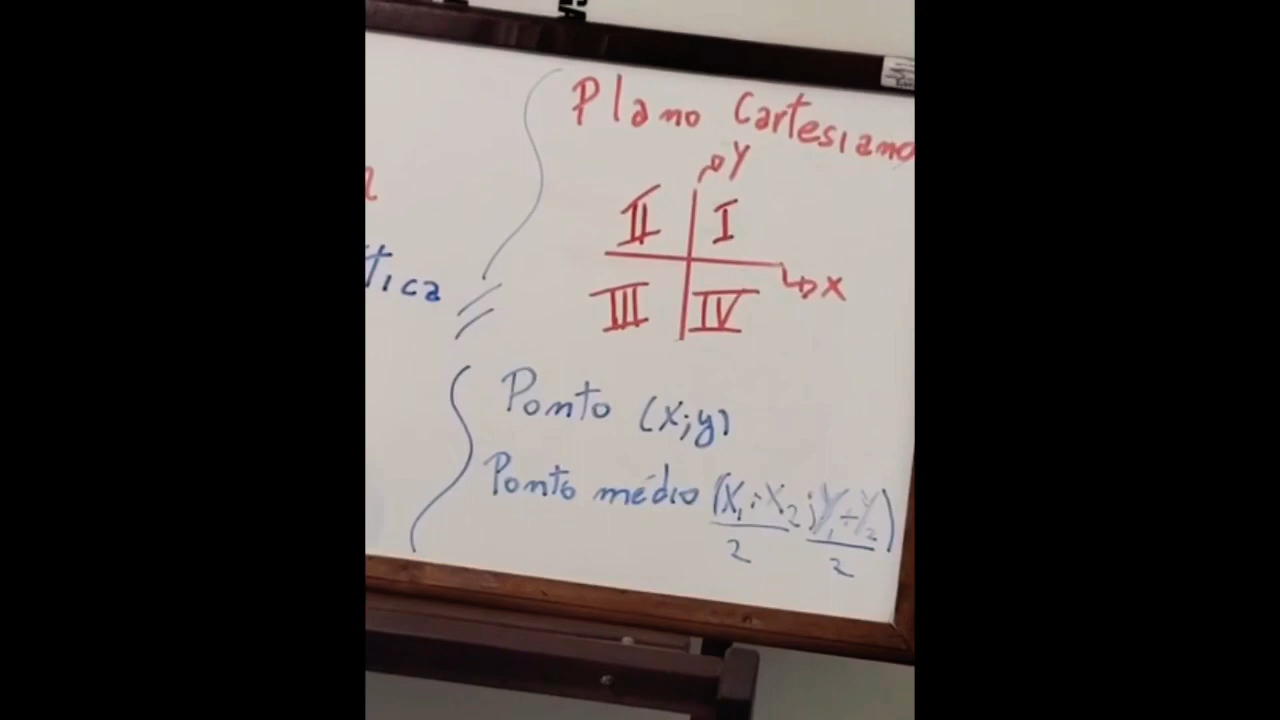 Plano Cartesiano
Y
II I
X
III IV
tica
Ponto (x;y)
Ponto médio (X₁ + X₂ ; Y₁ + Y₂)
2 2